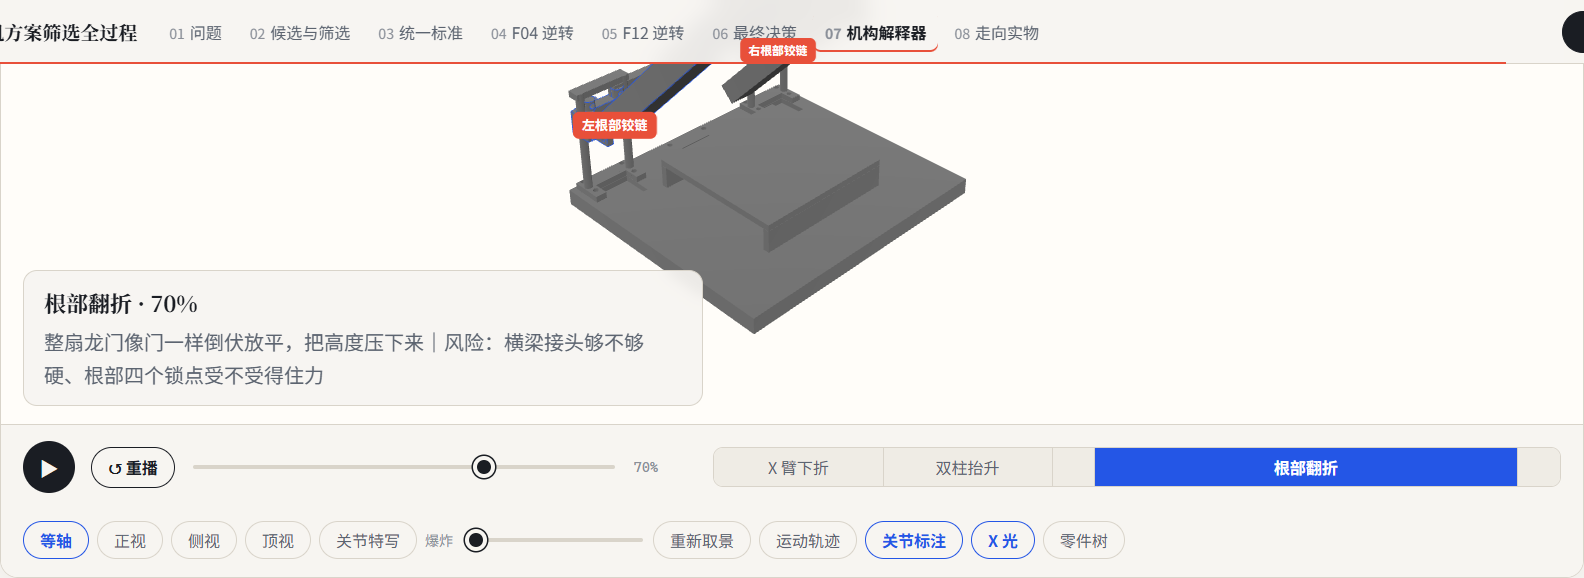 方案筛选全过程
01 问题
02 候选与筛选
03 统一标准
04 F04 逆转
05 F12 逆转
06 最终决策
07 机构解释器
08 走向实物
右根部铰链
左根部铰链
根部翻折 · 70%
整扇龙门像门一样倒伏放平，把高度压下来｜风险：横梁接头够不够
硬、根部四个锁点受不受得住力
↺ 重播
70%
X 臂下折
双柱抬升
根部翻折
等轴
正视
侧视
顶视
关节特写
爆炸
重新取景
运动轨迹
关节标注
X 光
零件树